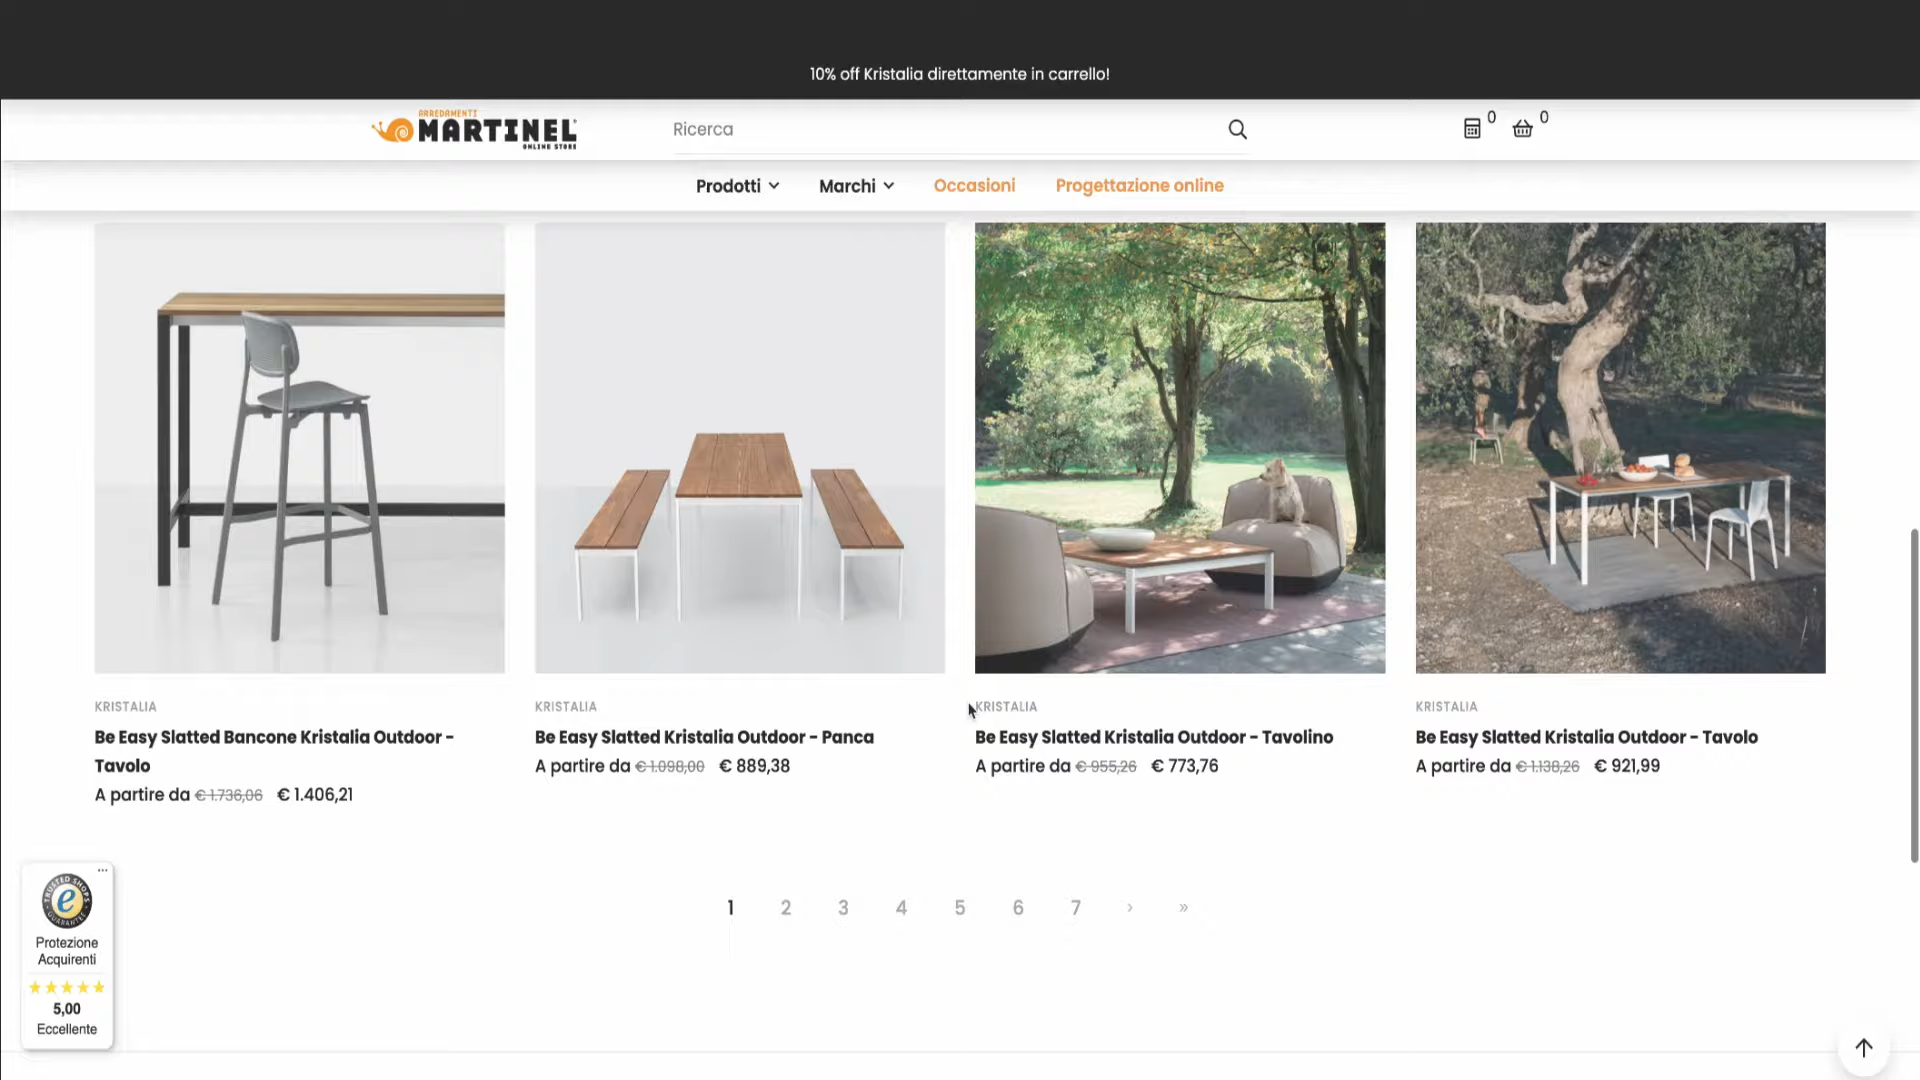 10% off Kristalia direttamente in carrello!
ARREDAMENTI
MARTINEL
ONLINE STORE
Ricerca
0
0
Prodotti
Marchi
Occasioni
Progettazione online
KRISTALIA
Be Easy Slatted Bancone Kristalia Outdoor -
Tavolo
A partire da € 1.736,06 € 1.406,21
KRISTALIA
Be Easy Slatted Kristalia Outdoor - Panca
A partire da € 1.098,00 € 889,38
KRISTALIA
Be Easy Slatted Kristalia Outdoor - Tavolino
A partire da € 955,26 € 773,76
KRISTALIA
Be Easy Slatted Kristalia Outdoor - Tavolo
A partire da € 1.138,26 € 921,99
1 2 3 4 5 6 7 › »
TRUSTED SHOPS
e
GUARANTEE
Protezione
Acquirenti
5,00
Eccellente